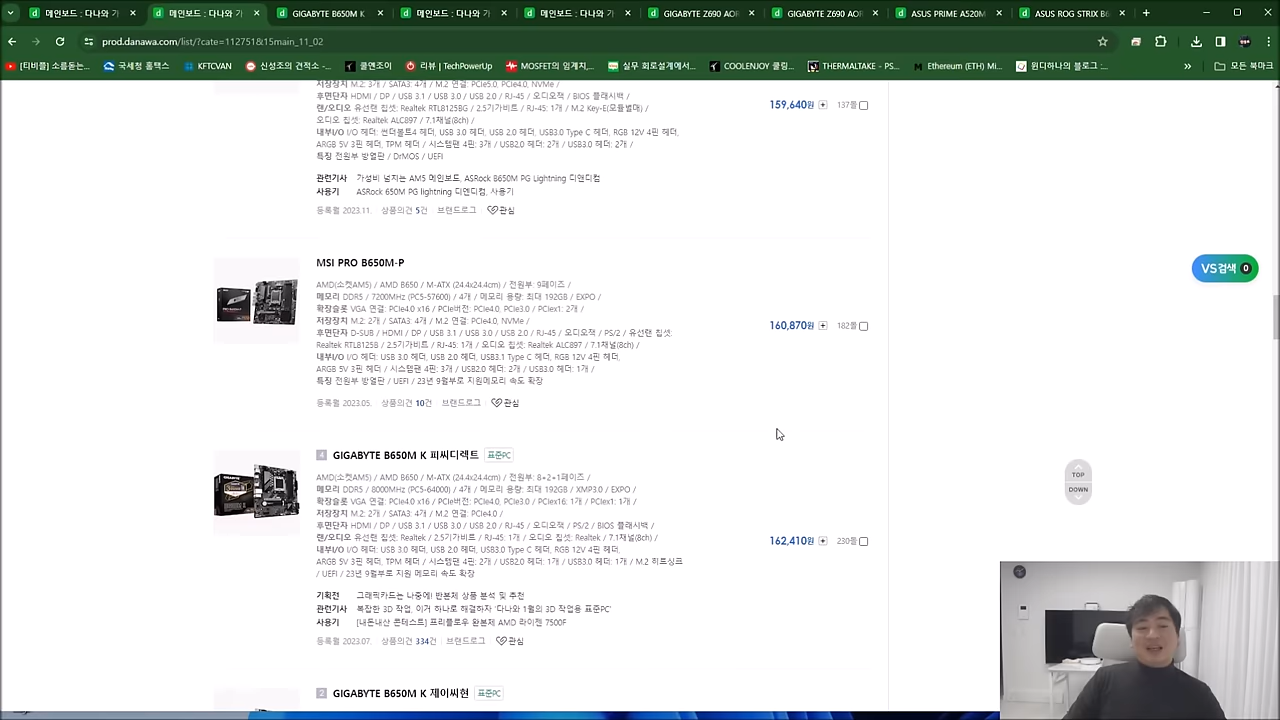 메인보드 : 다나와 가
메인보드 : 다나와 가
GIGABYTE B650M K
메인보드 : 다나와 가
메인보드 : 다나와 가
GIGABYTE Z690 AOR
GIGABYTE Z690 AOR
ASUS PRIME A520M
ASUS ROG STRIX B6
prod.danawa.com/list/?cate=112751&15main_11_02
[티비플] 소름돋는...
국세청 홈택스
KFTCVAN
신성조의 견적소 -...
쿨앤조이
리뷰 | TechPowerUp
MOSFET의 임계지...
실무 회로설계에서...
COOLENJOY 쿨링...
THERMALTAKE - PS...
Ethereum (ETH) Mi...
윈디하나의 블로그 :...
모든 북마크
저장장치 M.2: 3개 / SATA3: 4개 / M.2 연결: PCIe5.0, PCIe4.0, NVMe /
후면단자 HDMI / DP / USB 3.1 / USB 3.0 / USB 2.0 / RJ-45 / 오디오잭 / BIOS 플래시백 /
랜/오디오 유선랜 칩셋: Realtek RTL8125BG / 2.5기가비트 / RJ-45: 1개 / M.2 Key-E(모듈별매) /
오디오 칩셋: Realtek ALC897 / 7.1채널(8ch) /
내부I/O I/O 헤더: 썬더볼트4 헤더, USB 3.0 헤더, USB 2.0 헤더, USB3.0 Type C 헤더, RGB 12V 4핀 헤더,
ARGB 5V 3핀 헤더, TPM 헤더 / 시스템팬 4핀: 3개 / USB2.0 헤더: 2개 / USB3.0 헤더: 2개 /
특징 전원부 방열판 / DrMOS / UEFI
159,640원 137몰
관련기사 가성비 넘치는 AM5 메인보드, ASRock B650M PG Lightning 디앤디컴
사용기 ASRock 650M PG lightning 디앤디컴, 사용기
등록월 2023.11. 상품의견 5건 브랜드로그 관심
MSI PRO B650M-P
AMD(소켓AM5) / AMD B650 / M-ATX (24.4x24.4cm) / 전원부: 9페이즈 /
메모리 DDR5 / 7200MHz (PC5-57600) / 4개 / 메모리 용량: 최대 192GB / EXPO /
확장슬롯 VGA 연결: PCIe4.0 x16 / PCIe버전: PCIe4.0, PCIe3.0 / PCIex1: 2개 /
저장장치 M.2: 2개 / SATA3: 4개 / M.2 연결: PCIe4.0, NVMe /
후면단자 D-SUB / HDMI / DP / USB 3.1 / USB 3.0 / USB 2.0 / RJ-45 / 오디오잭 / PS/2 / 유선랜 칩셋:
Realtek RTL8125B / 2.5기가비트 / RJ-45: 1개 / 오디오 칩셋: Realtek ALC897 / 7.1채널(8ch) /
내부I/O I/O 헤더: USB 3.0 헤더, USB 2.0 헤더, USB3.1 Type C 헤더, RGB 12V 4핀 헤더,
ARGB 5V 3핀 헤더 / 시스템팬 4핀: 3개 / USB2.0 헤더: 2개 / USB3.0 헤더: 1개 /
특징 전원부 방열판 / UEFI / 23년 9월부로 지원메모리 속도 확장
160,870원 182몰
등록월 2023.05. 상품의견 10건 브랜드로그 관심
4 GIGABYTE B650M K 피씨디렉트 표준PC
AMD(소켓AM5) / AMD B650 / M-ATX (24.4x24.4cm) / 전원부: 8+2+1페이즈 /
메모리 DDR5 / 8000MHz (PC5-64000) / 4개 / 메모리 용량: 최대 192GB / XMP3.0 / EXPO /
확장슬롯 VGA 연결: PCIe4.0 x16 / PCIe버전: PCIe4.0, PCIe3.0 / PCIex16: 1개 / PCIex1: 1개 /
저장장치 M.2: 2개 / SATA3: 4개 / M.2 연결: PCIe4.0 /
후면단자 HDMI / DP / USB 3.1 / USB 3.0 / USB 2.0 / RJ-45 / 오디오잭 / PS/2 / BIOS 플래시백 /
랜/오디오 유선랜 칩셋: Realtek / 2.5기가비트 / RJ-45: 1개 / 오디오 칩셋: Realtek / 7.1채널(8ch) /
내부I/O I/O 헤더: USB 3.0 헤더, USB 2.0 헤더, USB3.0 Type C 헤더, RGB 12V 4핀 헤더,
ARGB 5V 3핀 헤더, TPM 헤더 / 시스템팬 4핀: 2개 / USB2.0 헤더: 1개 / USB3.0 헤더: 1개 / M.2 히트싱크
/ UEFI / 23년 9월부로 지원 메모리 속도 확장
162,410원 230몰
기획전 그래픽카드는 나중에! 반본체 상품 분석 및 추천
관련기사 복잡한 3D 작업, 이거 하나로 해결하자 '다나와 1월의 3D 작업용 표준PC'
사용기 [내돈내산 콘테스트] 프리플로우 완본체 AMD 라이젠 7500F
등록월 2023.07. 상품의견 334건 브랜드로그 관심
2 GIGABYTE B650M K 제이씨현 표준PC
VS검색 0
TOP
DOWN